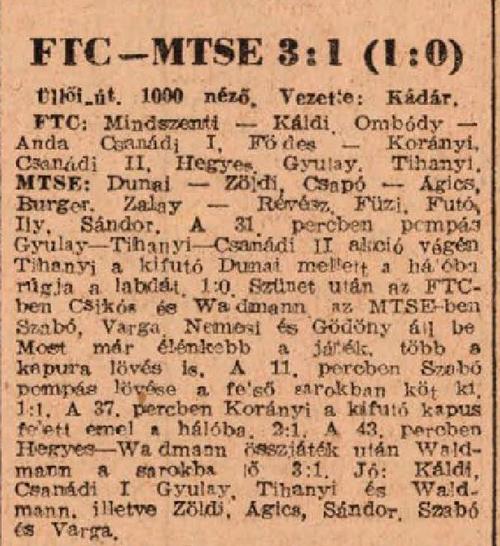 FTC—MTSE 3:1 (1:0)
Üllői-út. 1000 néző. Vezette: Kádár.
FTC: Mindszenti — Káldi, Ombódy —
Anda Csanádi I, Födes — Korányi,
Csanádi II, Hegyes, Gyulay, Tihanyi.
MTSE: Dunai — Zöldi, Csapó — Agics,
Burger, Zalay — Révész, Füzi, Futó,
Ily, Sándor. A 31. percben pompás
Gyulay—Tihanyi—Csanádi II akció végén
Tihanyi a kifutó Dunai mellett a hálóba
rúgja a labdát. 1:0. Szünet után az FTC-
ben Csikós és Waldmann az MTSE-ben
Szabó, Varga, Nemesi és Gödöny áll be
Most már élénkebb a játék, több a
kapura lövés is. A 11. percben Szabó
pompás lövése a felső sarokban köt ki.
1:1. A 37. percben Korányi a kifutó kapus
felett emel a hálóba. 2:1. A 43. percben
Hegyes—Waldmann összjáték után Wald-
mann a sarokba lő 3:1. Jó: Káldi,
Csanádi I Gyulay, Tihanyi és Wald-
mann, illetve Zöldi, Agics, Sándor, Szabó
és Varga.